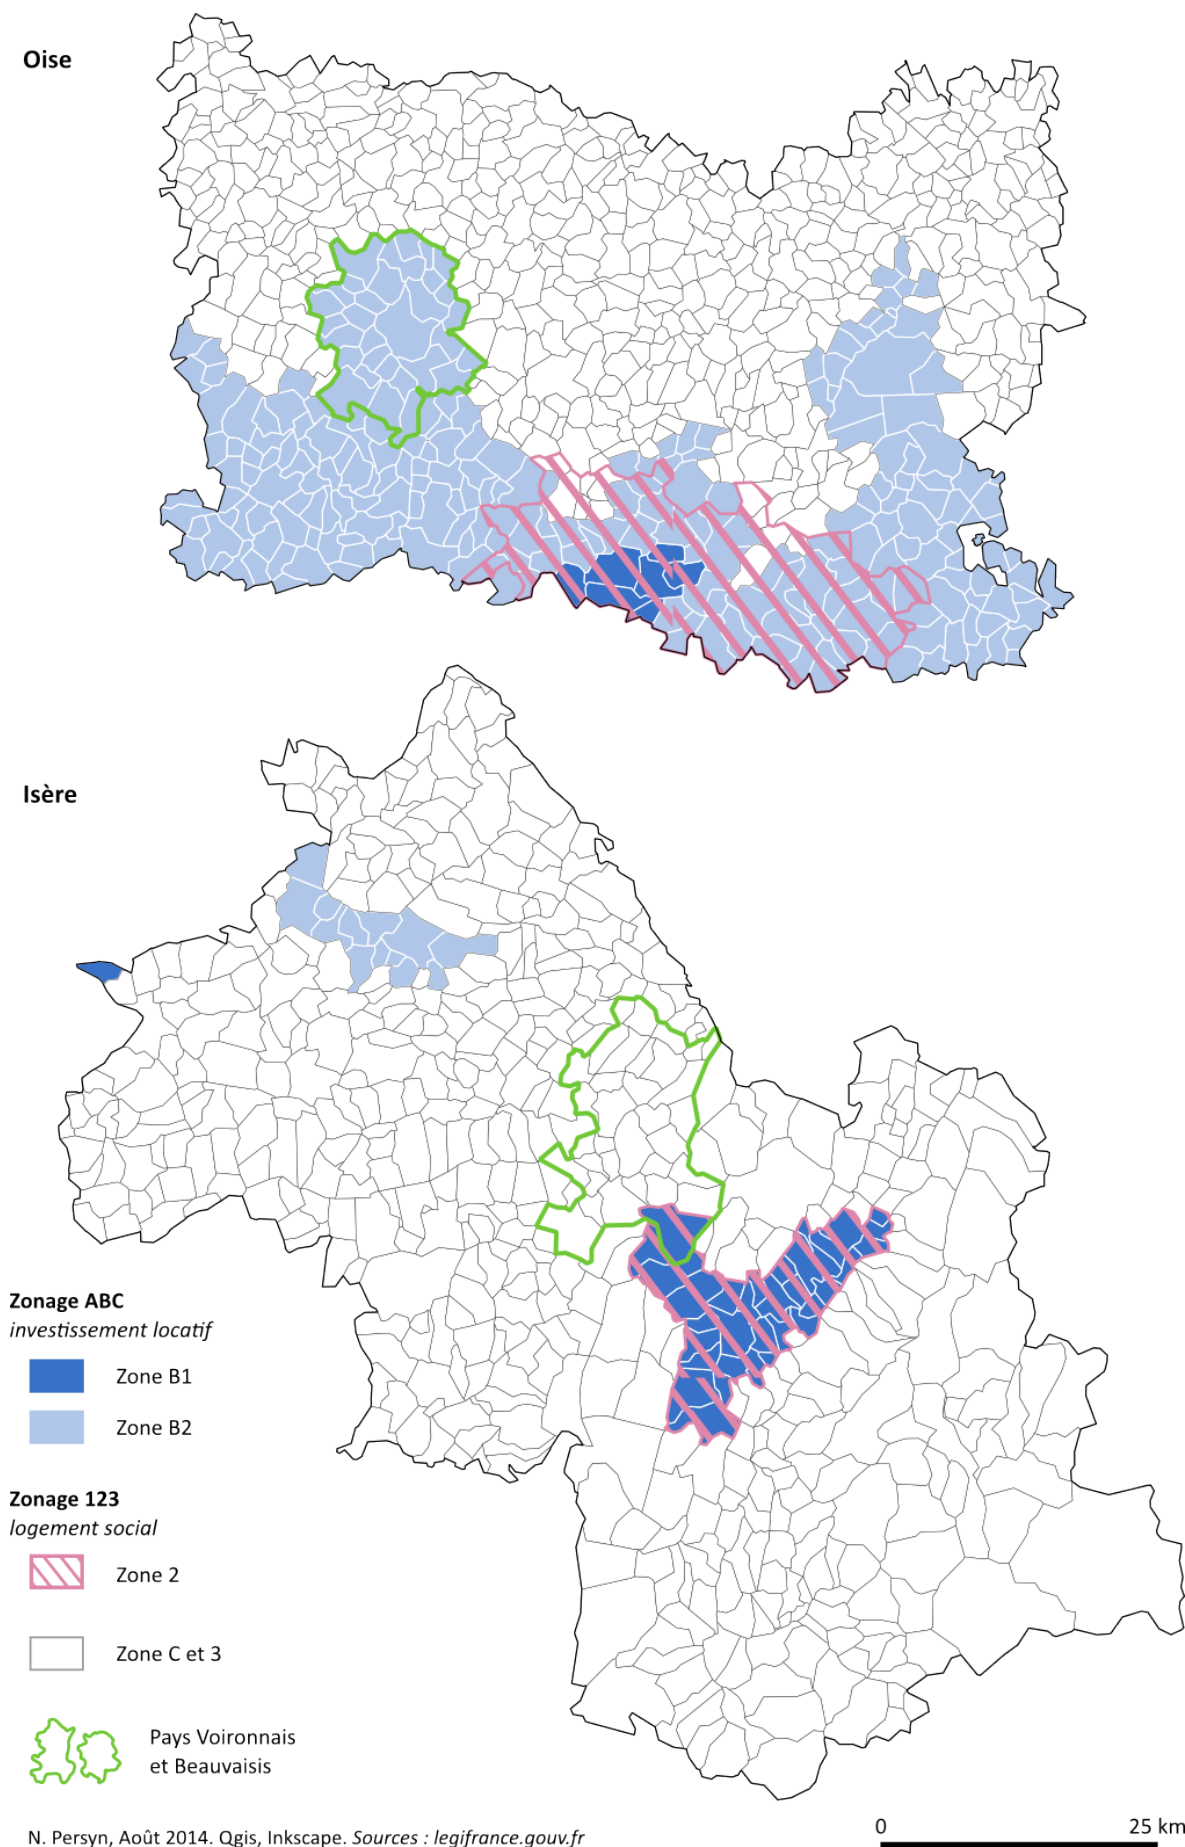 Oise
Isère
Zonage ABC
investissement locatif
Zone B1
Zone B2
Zonage 123
logement social
Zone 2
Zone C et 3
Pays Voironnais
et Beauvaisis
N. Persyn, Août 2014. Qgis, Inkscape. Sources : legifrance.gouv.fr
0 25 km